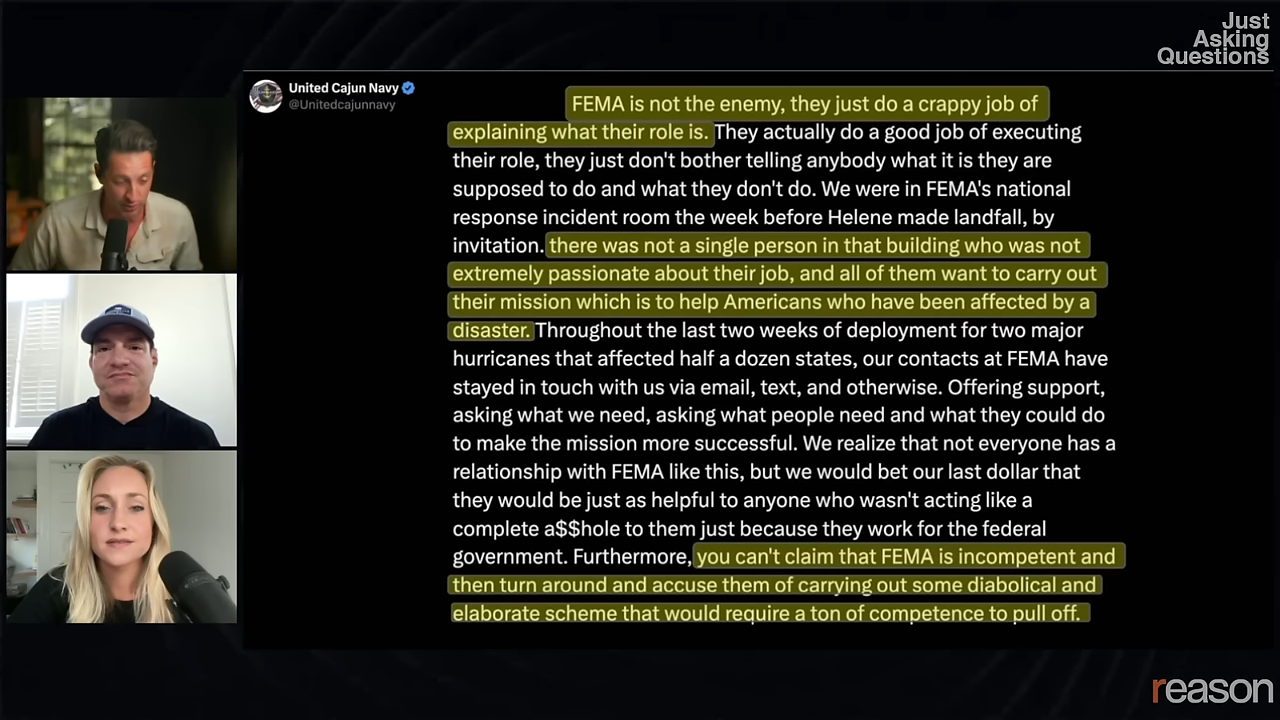 Just
Asking
Questions
United Cajun Navy
@Unitedcajunnavy
FEMA is not the enemy, they just do a crappy job of
explaining what their role is. They actually do a good job of executing
their role, they just don't bother telling anybody what it is they are
supposed to do and what they don't do. We were in FEMA's national
response incident room the week before Helene made landfall, by
invitation. there was not a single person in that building who was not
extremely passionate about their job, and all of them want to carry out
their mission which is to help Americans who have been affected by a
disaster. Throughout the last two weeks of deployment for two major
hurricanes that affected half a dozen states, our contacts at FEMA have
stayed in touch with us via email, text, and otherwise. Offering support,
asking what we need, asking what people need and what they could do
to make the mission more successful. We realize that not everyone has a
relationship with FEMA like this, but we would bet our last dollar that
they would be just as helpful to anyone who wasn't acting like a
complete a$$hole to them just because they work for the federal
government. Furthermore, you can't claim that FEMA is incompetent and
then turn around and accuse them of carrying out some diabolical and
elaborate scheme that would require a ton of competence to pull off.
reason